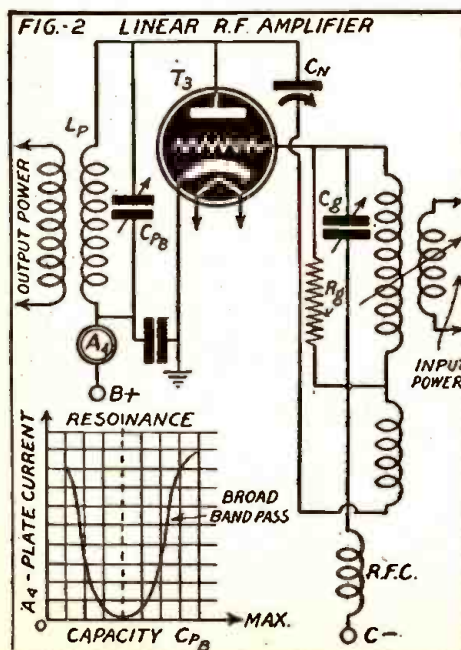 FIG.-2 LINEAR R.F. AMPLIFIER
T3
CN
LP
OUTPUT POWER
CPB
Cg
Rg
INPUT
POWER
A4
B+
RESOINANCE
BROAD
BAND PASS
A4-PLATE CURRENT
O
MAX.
CAPACITY CPB
R.F.C.
C-